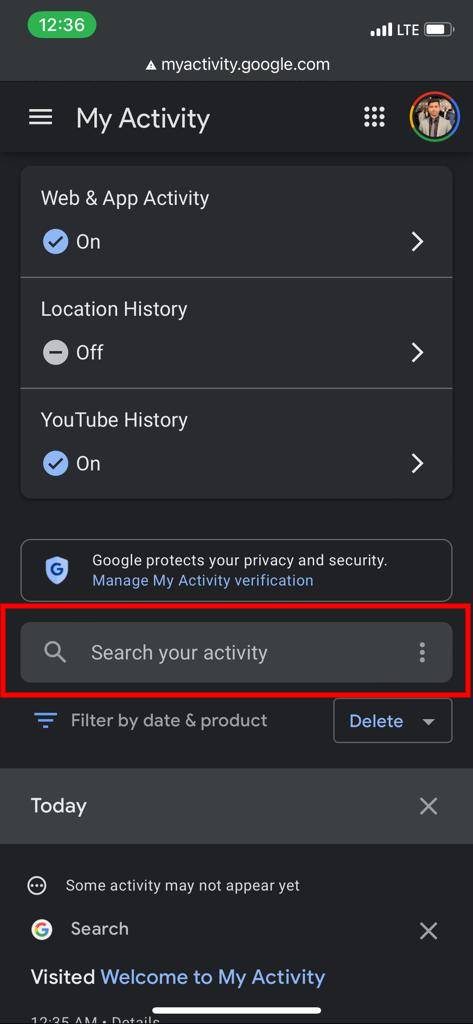 12:36
LTE
myactivity.google.com
My Activity
Web & App Activity
On
Location History
Off
YouTube History
On
Google protects your privacy and security.
Manage My Activity verification
Search your activity
Filter by date & product
Delete
Today
Some activity may not appear yet
Search
Visited Welcome to My Activity
12:35 AM • Details